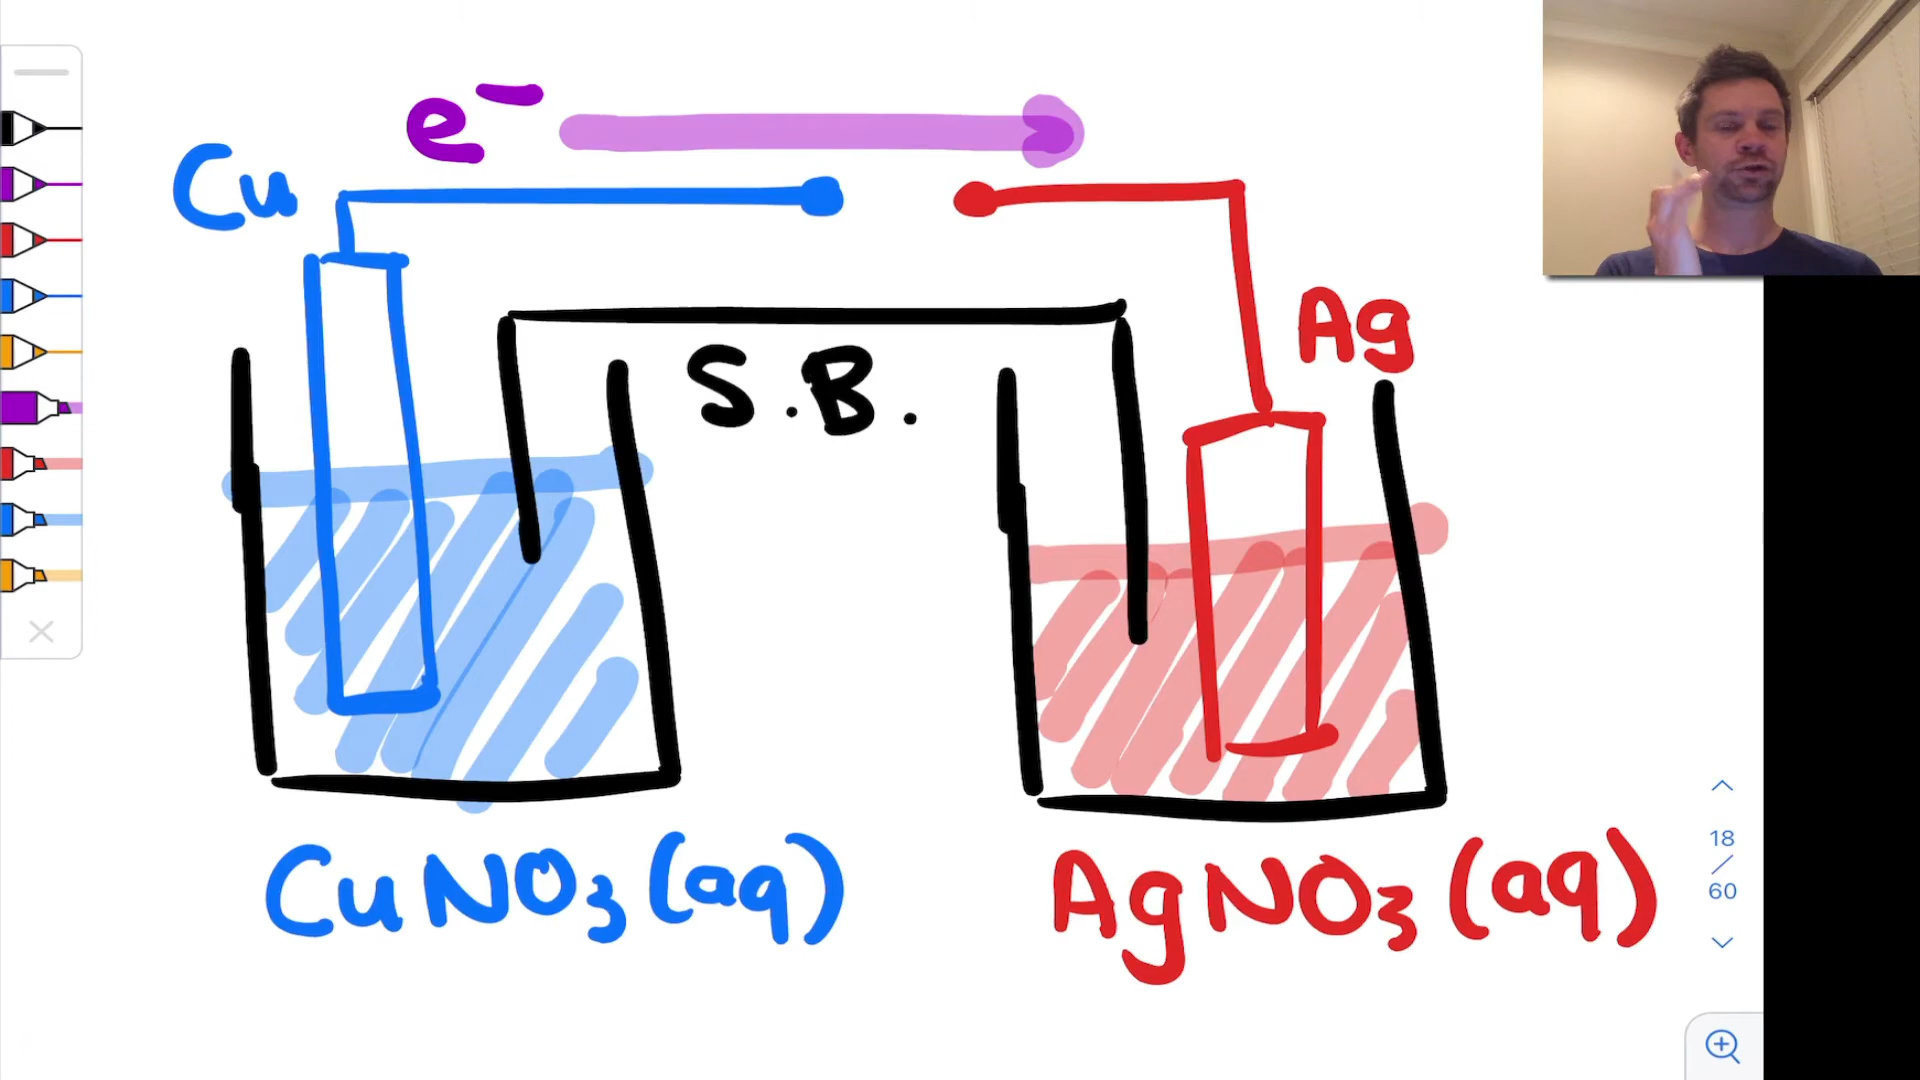 e⁻
Cu
Ag
S.B.
CuNO₃(aq)
AgNO₃(aq)
18
/
60